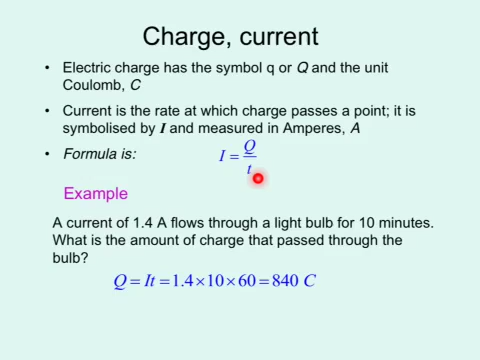 Charge, current
• Electric charge has the symbol q or Q and the unit
Coulomb, C
• Current is the rate at which charge passes a point; it is
symbolised by I and measured in Amperes, A
• Formula is: I = Q/t
Example
A current of 1.4 A flows through a light bulb for 10 minutes.
What is the amount of charge that passed through the
bulb?
Q = It = 1.4 × 10 × 60 = 840 C